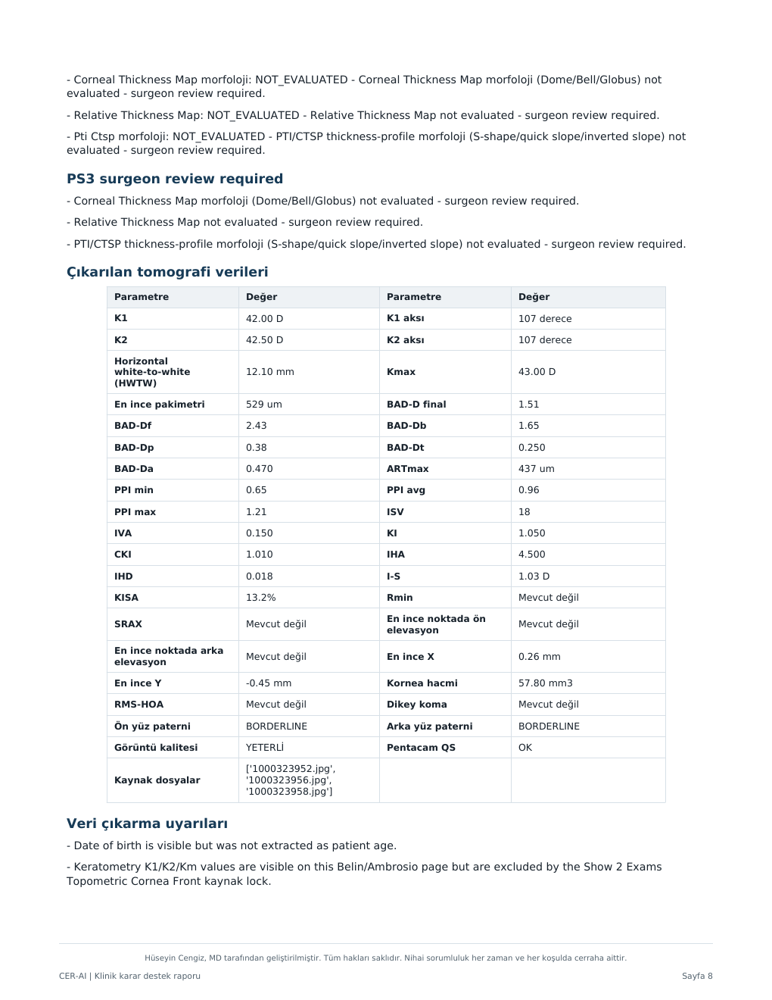 - Corneal Thickness Map morfoloji: NOT_EVALUATED - Corneal Thickness Map morfoloji (Dome/Bell/Globus) not
evaluated - surgeon review required.
- Relative Thickness Map: NOT_EVALUATED - Relative Thickness Map not evaluated - surgeon review required.
- Pti Ctsp morfoloji: NOT_EVALUATED - PTI/CTSP thickness-profile morfoloji (S-shape/quick slope/inverted slope) not
evaluated - surgeon review required.
PS3 surgeon review required
- Corneal Thickness Map morfoloji (Dome/Bell/Globus) not evaluated - surgeon review required.
- Relative Thickness Map not evaluated - surgeon review required.
- PTI/CTSP thickness-profile morfoloji (S-shape/quick slope/inverted slope) not evaluated - surgeon review required.
Çıkarılan tomografi verileri
Parametre Değer Parametre Değer
K1 42.00 D K1 aksı 107 derece
K2 42.50 D K2 aksı 107 derece
Horizontal
white-to-white
(HWTW) 12.10 mm Kmax 43.00 D
En ince pakimetri 529 um BAD-D final 1.51
BAD-Df 2.43 BAD-Db 1.65
BAD-Dp 0.38 BAD-Dt 0.250
BAD-Da 0.470 ARTmax 437 um
PPI min 0.65 PPI avg 0.96
PPI max 1.21 ISV 18
IVA 0.150 KI 1.050
CKI 1.010 IHA 4.500
IHD 0.018 I-S 1.03 D
KISA 13.2% Rmin Mevcut değil
SRAX Mevcut değil En ince noktada ön
elevasyon Mevcut değil
En ince noktada arka
elevasyon Mevcut değil En ince X 0.26 mm
En ince Y -0.45 mm Kornea hacmi 57.80 mm3
RMS-HOA Mevcut değil Dikey koma Mevcut değil
Ön yüz paterni BORDERLINE Arka yüz paterni BORDERLINE
Görüntü kalitesi YETERLİ Pentacam QS OK
Kaynak dosyalar ['1000323952.jpg',
'1000323956.jpg',
'1000323958.jpg']
Veri çıkarma uyarıları
- Date of birth is visible but was not extracted as patient age.
- Keratometry K1/K2/Km values are visible on this Belin/Ambrosio page but are excluded by the Show 2 Exams
Topometric Cornea Front kaynak lock.
Hüseyin Cengiz, MD tarafından geliştirilmiştir. Tüm hakları saklıdır. Nihai sorumluluk her zaman ve her koşulda cerraha aittir.
CER-AI | Klinik karar destek raporu Sayfa 8